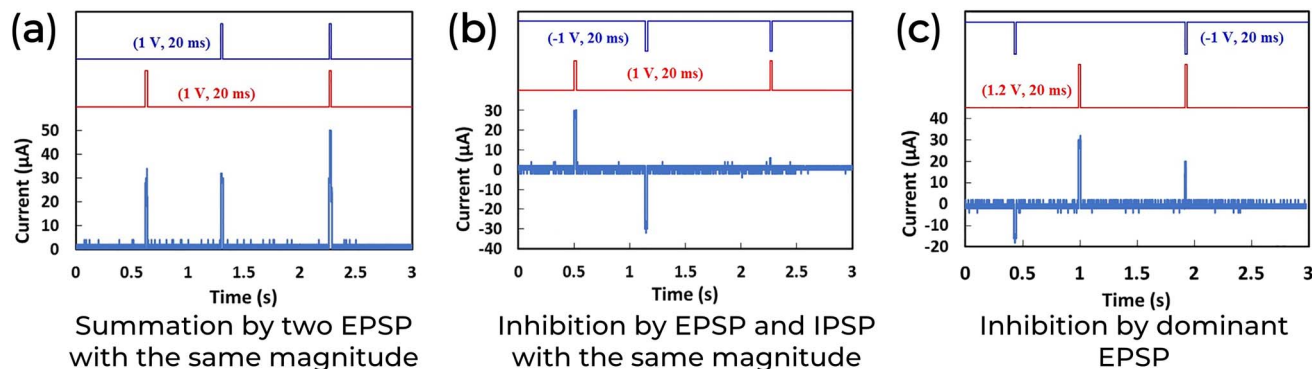 (a)
(1 V, 20 ms)
(1 V, 20 ms)
Current (µA)
50
40
30
20
10
0
0 0.5 1 1.5 2 2.5 3
Time (s)
Summation by two EPSP
with the same magnitude
(b)
(-1 V, 20 ms)
(1 V, 20 ms)
Current (µA)
30
20
10
0
-10
-20
-30
-40
0 0.5 1 1.5 2 2.5 3
Time (s)
Inhibition by EPSP and IPSP
with the same magnitude
(c)
(-1 V, 20 ms)
(1.2 V, 20 ms)
Current (µA)
40
30
20
10
0
-10
-20
0 0.5 1 1.5 2 2.5 3
Time (s)
Inhibition by dominant
EPSP